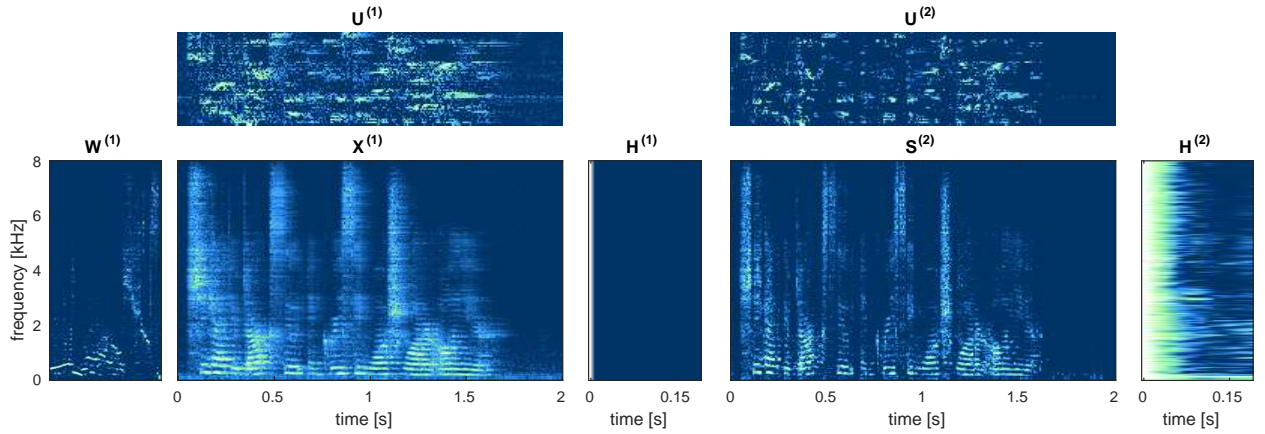 U(1) U(2)
W(1) X(1) H(1) S(2) H(2)
8
6
4
2
0
frequency [kHz]
0 0.5 1 1.5 2 0 0.15 0 0.5 1 1.5 2 0 0.15
time [s] time [s] time [s] time [s]